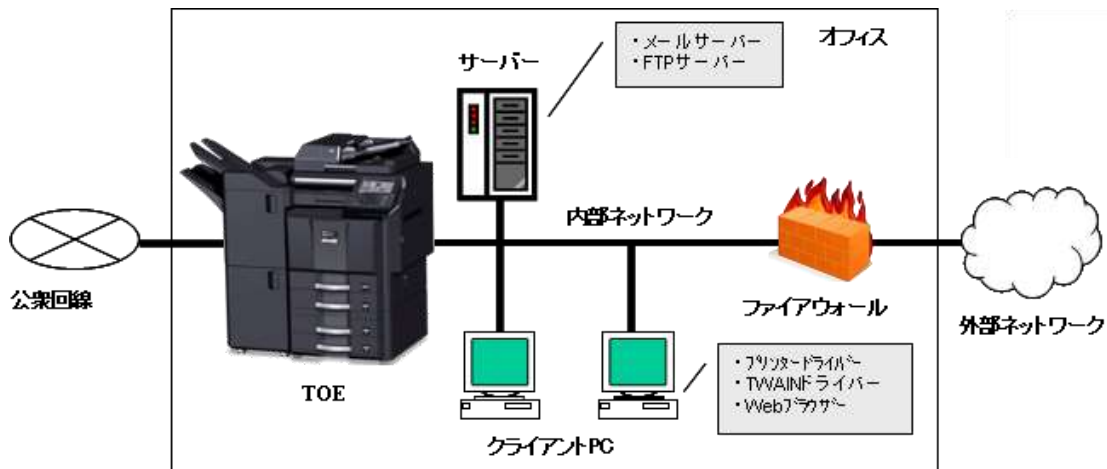 ・メールサーバー
・FTPサーバー
オフィス
サーバー
内部ネットワーク
公衆回線
ファイアウォール
外部ネットワーク
TOE
・プリンタードライバー
・TWAINドライバー
・Webブラウザー
クライアントPC